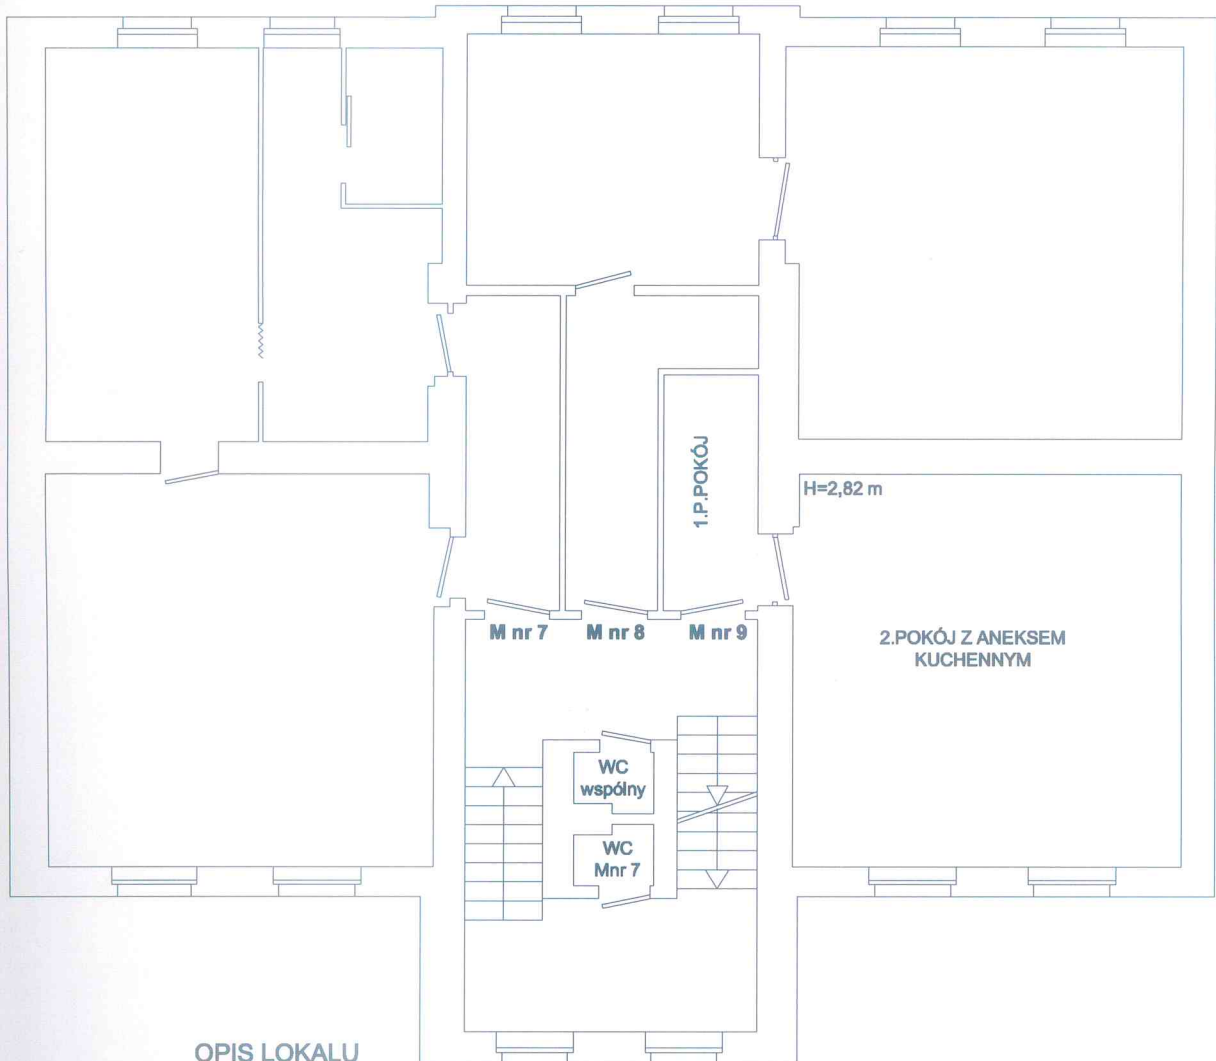 1.P.POKÓJ
H=2,82 m
M nr 7
M nr 8
M nr 9
2.POKÓJ Z ANEKSEM
KUCHENNYM
WC
wspólny
WC
Mnr 7
OPIS LOKALU